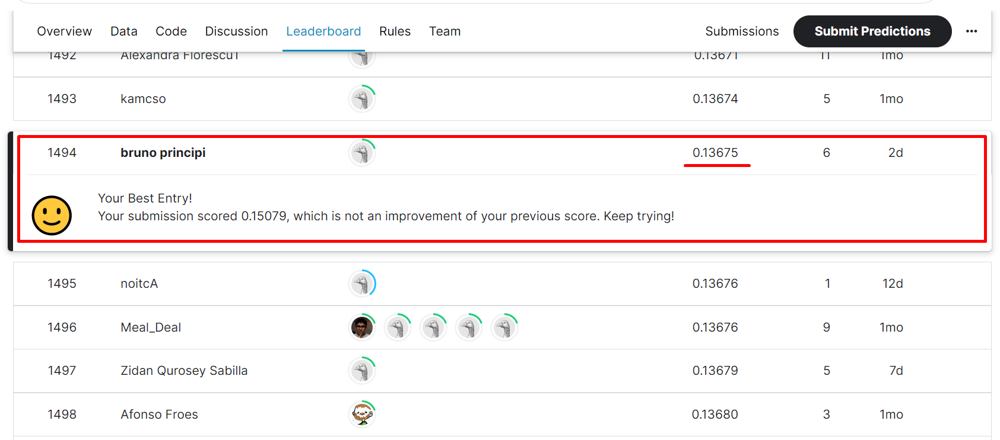 Overview Data Code Discussion Leaderboard Rules Team Submissions Submit Predictions
1492 Alexandra Florescu1 0.13671 11 1mo
1493 kamcso 0.13674 5 1mo
1494 bruno principi 0.13675 6 2d
Your Best Entry!
Your submission scored 0.15079, which is not an improvement of your previous score. Keep trying!
1495 noitcA 0.13676 1 12d
1496 Meal_Deal 0.13676 9 1mo
1497 Zidan Qurosey Sabilla 0.13679 5 7d
1498 Afonso Froes 0.13680 3 1mo